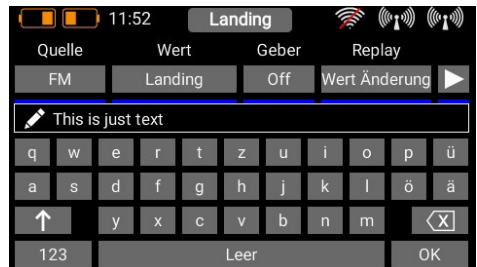 11:52 Landing
Quelle Wert Geber Replay
FM Landing Off Wert Änderung
This is just text
q w e r t z u i o p ü
a s d f g h j k l ö ä
y x c v b n m X
123 Leer OK